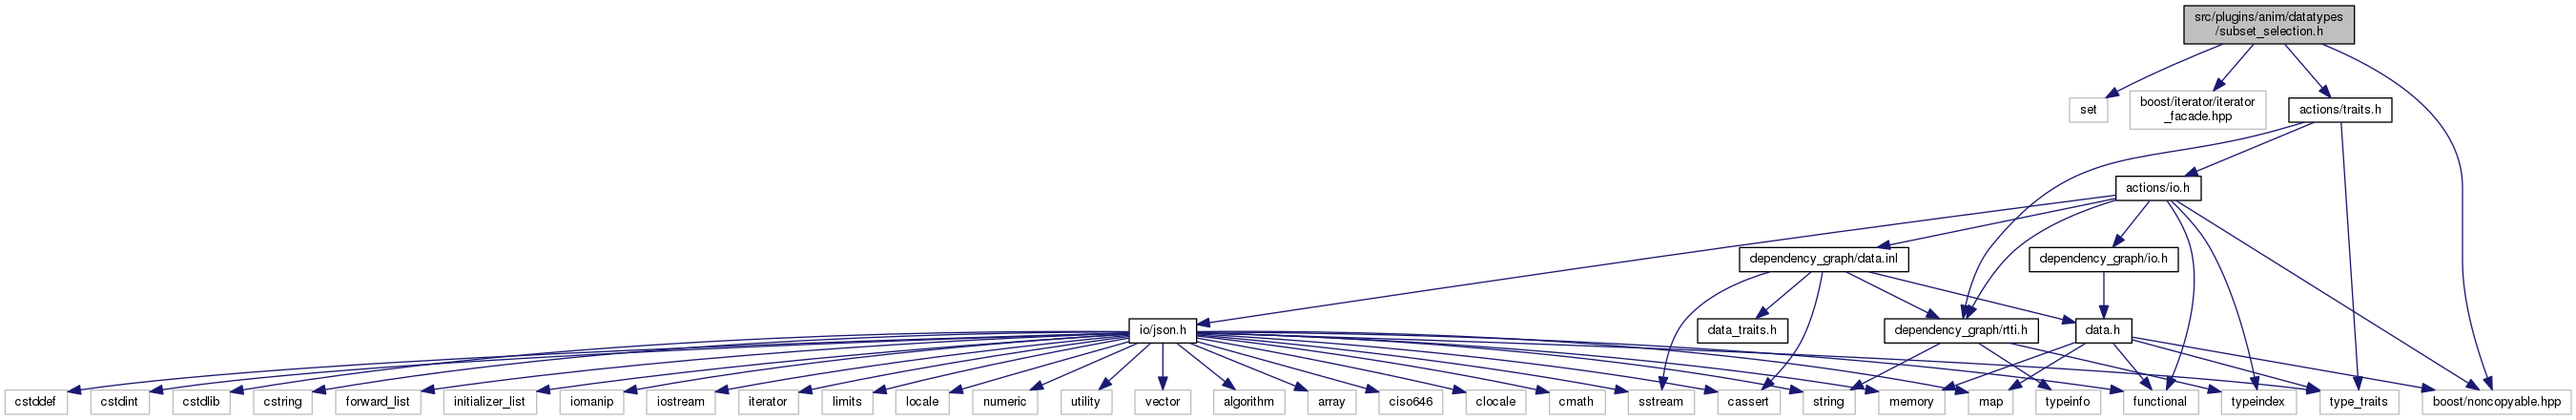 src/plugins/anim/datatypes
/subset_selection.h
set
boost/iterator/iterator
_facade.hpp
actions/traits.h
actions/io.h
dependency_graph/data.inl
dependency_graph/io.h
io/json.h
data_traits.h
dependency_graph/rtti.h
data.h
cstddef
cstdint
cstdlib
cstring
forward_list
initializer_list
iomanip
iostream
iterator
limits
locale
numeric
utility
vector
algorithm
array
ciso646
clocale
cmath
sstream
cassert
string
memory
map
typeinfo
functional
typeindex
type_traits
boost/noncopyable.hpp